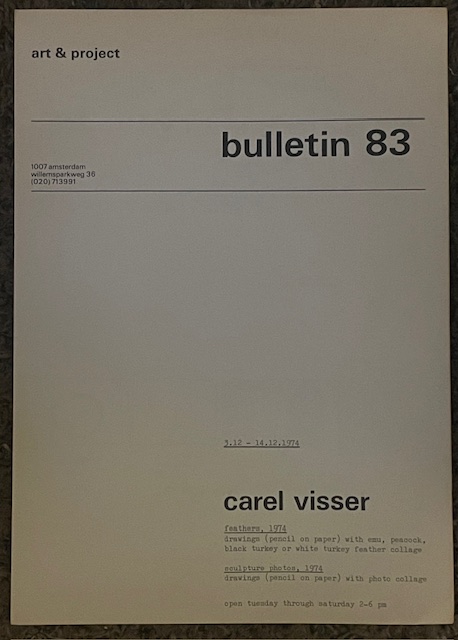 art & project
bulletin 83
1007 amsterdam
willemsparkweg 36
(020) 713991
3.12 - 14.12.1974
carel visser
feathers, 1974
drawings (pencil on paper) with emu, peacock,
black turkey or white turkey feather collage
sculpture photos, 1974
drawings (pencil on paper) with photo collage
open tuesday through saturday 2-6 pm